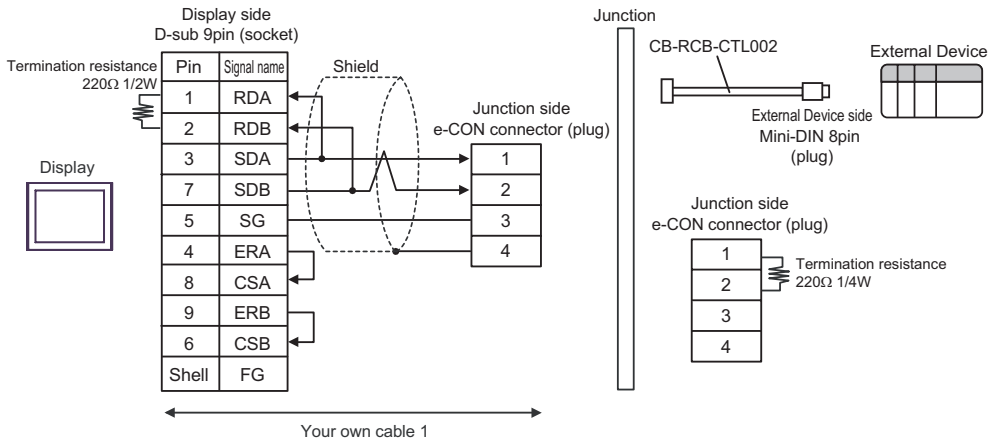 Display side
D-sub 9pin (socket)
Termination resistance
220Ω 1/2W
Pin Signal name
1 RDA
2 RDB
3 SDA
7 SDB
5 SG
4 ERA
8 CSA
9 ERB
6 CSB
Shell FG
Display
Shield
Junction side
e-CON connector (plug)
1
2
3
4
Your own cable 1
Junction
CB-RCB-CTL002
External Device
External Device side
Mini-DIN 8pin
(plug)
Junction side
e-CON connector (plug)
1
2
3
4
Termination resistance
220Ω 1/4W